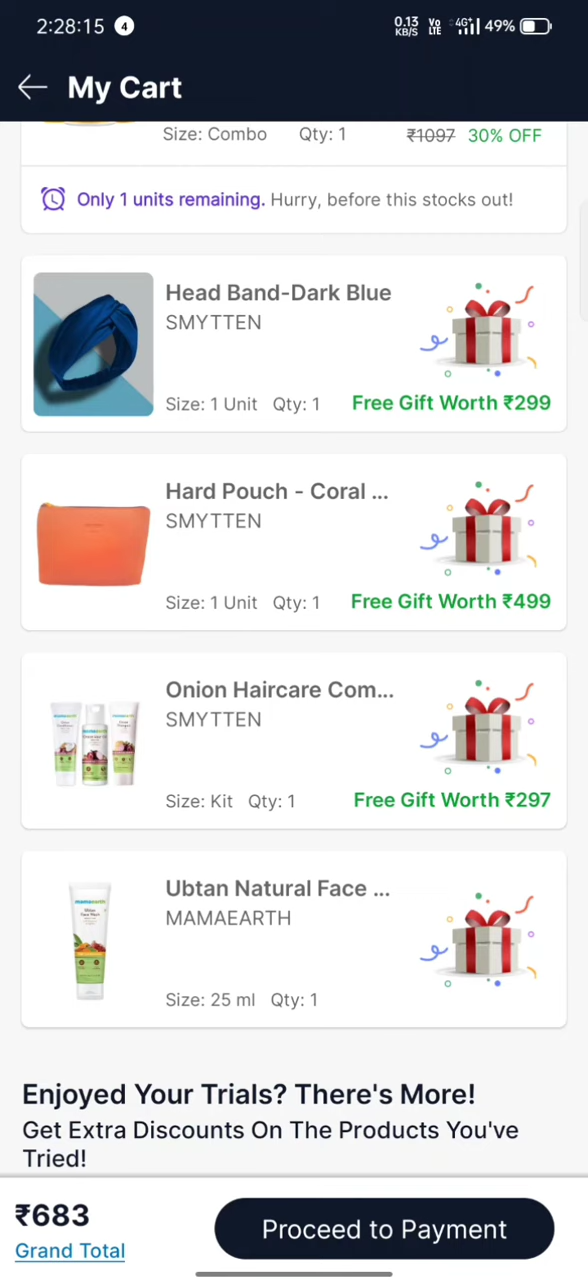 2:28:15 4 0.13 KB/S Vo LTE 4G+ 49%
My Cart
Size: Combo Qty: 1 ₹1097 30% OFF
Only 1 units remaining. Hurry, before this stocks out!
Head Band-Dark Blue
SMYTTEN
Size: 1 Unit Qty: 1 Free Gift Worth ₹299
Hard Pouch - Coral ...
SMYTTEN
Size: 1 Unit Qty: 1 Free Gift Worth ₹499
Onion Haircare Com...
SMYTTEN
Size: Kit Qty: 1 Free Gift Worth ₹297
Ubtan Natural Face ...
MAMAEARTH
mamaearth
Size: 25 ml Qty: 1
Enjoyed Your Trials? There's More!
Get Extra Discounts On The Products You've
Tried!
₹683
Grand Total
Proceed to Payment